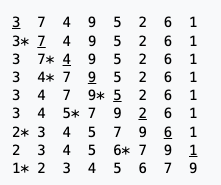 3 7 4 9 5 2 6 1
3* 7 4 9 5 2 6 1
3 7* 4 9 5 2 6 1
3 4* 7 9 5 2 6 1
3 4 7 9* 5 2 6 1
3 4 5* 7 9 2 6 1
2* 3 4 5 7 9 6 1
2 3 4 5 6* 7 9 1
1* 2 3 4 5 6 7 9